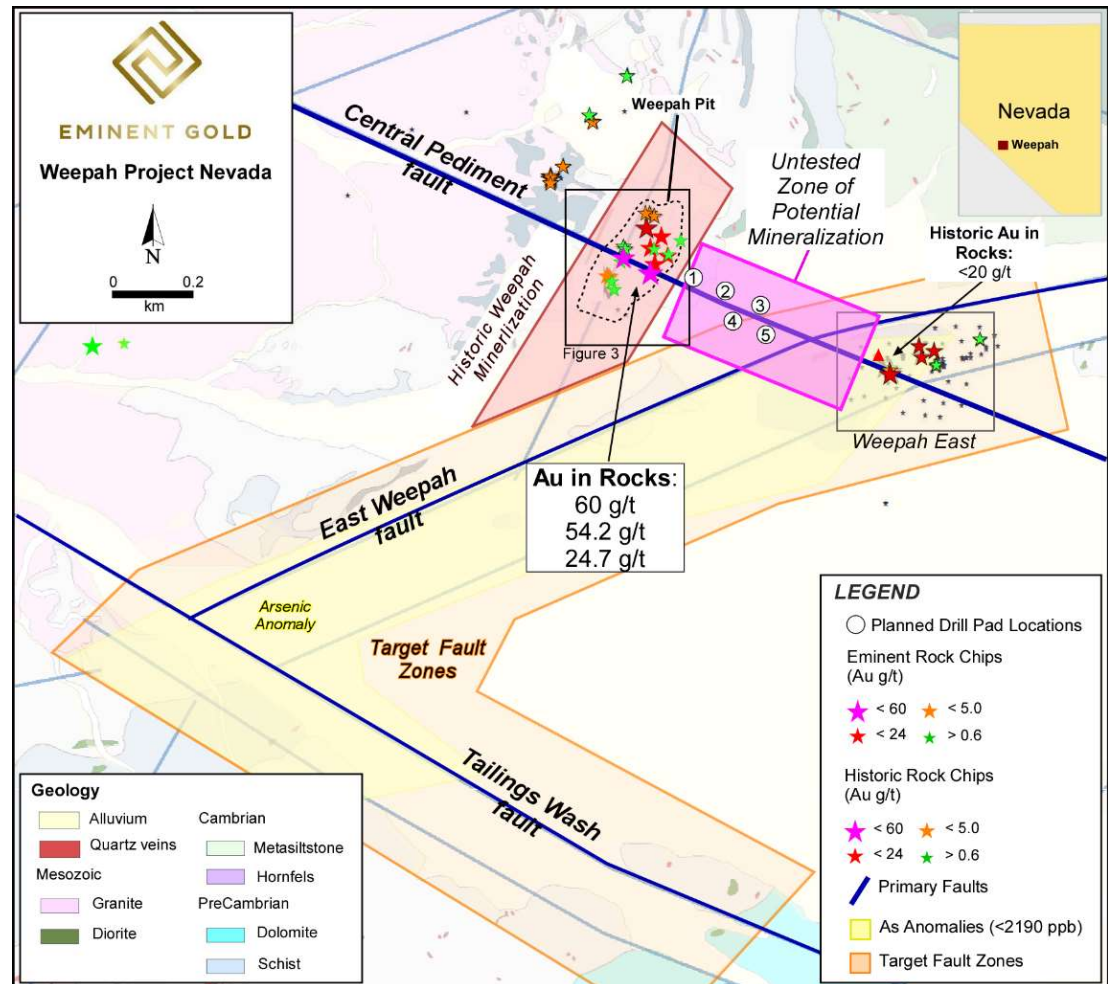 EMINENT GOLD
Weepah Project Nevada
N
0 0.2
km
Central Pediment
fault
Weepah Pit
Untested
Zone of
Potential
Mineralization
Nevada
Weepah
Historic Au in
Rocks:
<20 g/t
Historic Weepah
Minerlization
1
2
3
4
5
Figure 3
Weepah East
Au in Rocks:
60 g/t
54.2 g/t
24.7 g/t
East Weepah
fault
Arsenic
Anomaly
Target Fault
Zones
Tailings Wash
fault
Geology
Alluvium
Quartz veins
Mesozoic
Granite
Diorite
Cambrian
Metasiltstone
Hornfels
PreCambrian
Dolomite
Schist
LEGEND
Planned Drill Pad Locations
Eminent Rock Chips
(Au g/t)
< 60 < 5.0
< 24 > 0.6
Historic Rock Chips
(Au g/t)
< 60 < 5.0
< 24 > 0.6
Primary Faults
As Anomalies (<2190 ppb)
Target Fault Zones